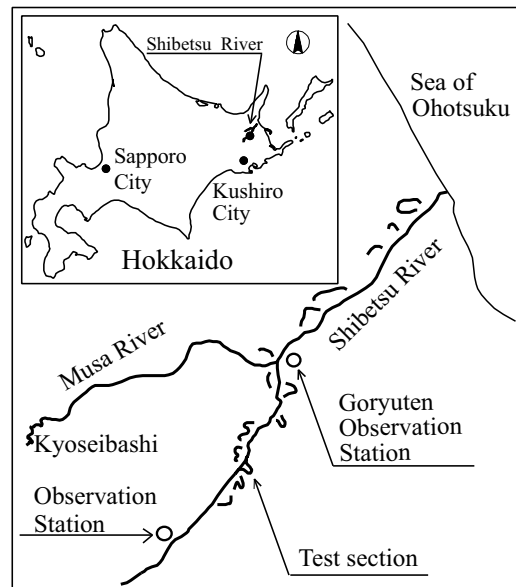 Shibetsu River
Sapporo
City
Kushiro
City
Hokkaido
Sea of
Ohotsuku
Shibetsu River
Musa River
Goryuten
Observation
Station
Kyoseibashi
Observation
Station
Test section